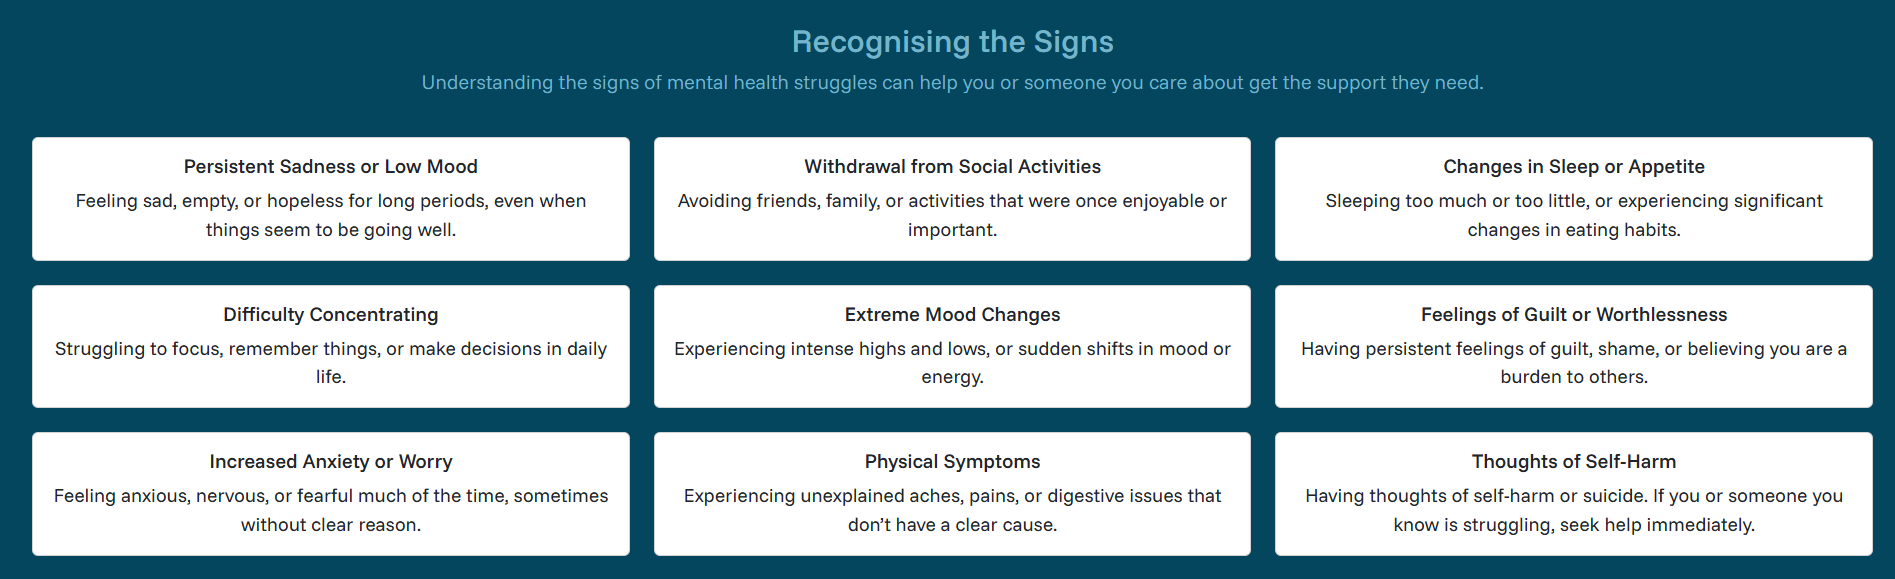 Recognising the Signs
Understanding the signs of mental health struggles can help you or someone you care about get the support they need.
Persistent Sadness or Low Mood
Feeling sad, empty, or hopeless for long periods, even when
things seem to be going well.
Withdrawal from Social Activities
Avoiding friends, family, or activities that were once enjoyable or
important.
Changes in Sleep or Appetite
Sleeping too much or too little, or experiencing significant
changes in eating habits.
Difficulty Concentrating
Struggling to focus, remember things, or make decisions in daily
life.
Extreme Mood Changes
Experiencing intense highs and lows, or sudden shifts in mood or
energy.
Feelings of Guilt or Worthlessness
Having persistent feelings of guilt, shame, or believing you are a
burden to others.
Increased Anxiety or Worry
Feeling anxious, nervous, or fearful much of the time, sometimes
without clear reason.
Physical Symptoms
Experiencing unexplained aches, pains, or digestive issues that
don’t have a clear cause.
Thoughts of Self-Harm
Having thoughts of self-harm or suicide. If you or someone you
know is struggling, seek help immediately.